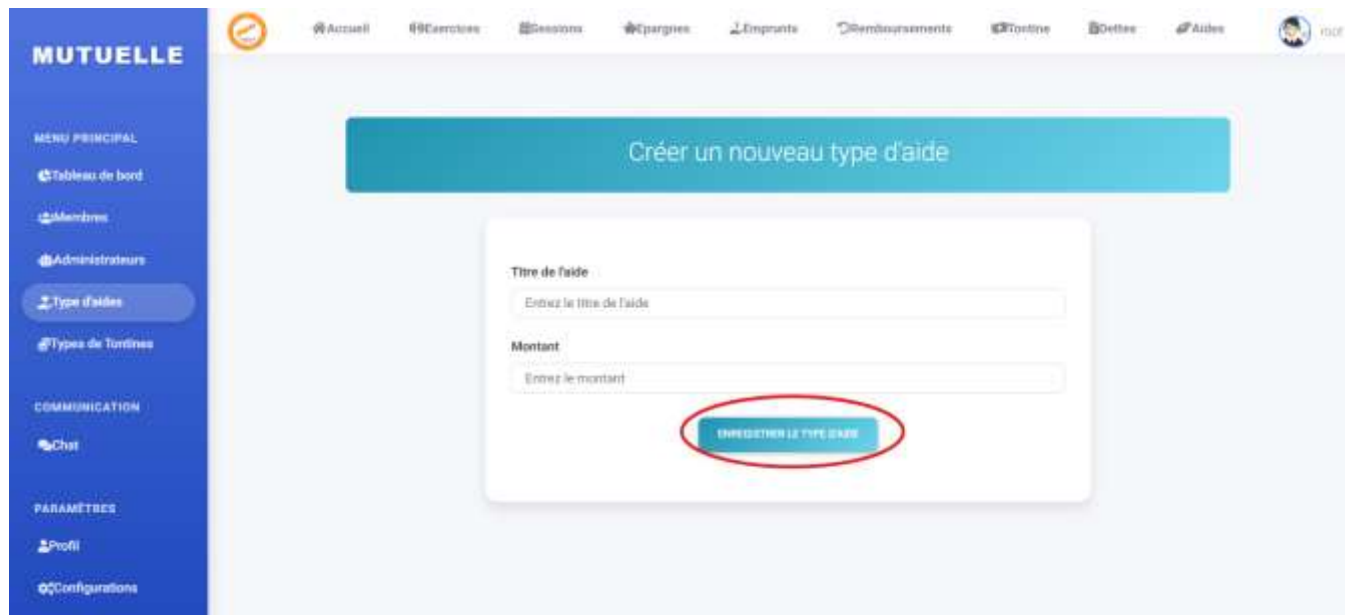 MUTUELLE
Accueil Exercices Sessions Epargnes Emprunts Remboursements Tontine Dettes Aides root
MENU PRINCIPAL
Tableau de bord
Membres
Administrateurs
Type d'aides
Types de Tontines
COMMUNICATION
Chat
PARAMÈTRES
Profil
Configurations
Créer un nouveau type d'aide
Titre de l'aide
Entrez le titre de l'aide
Montant
Entrez le montant
ENREGISTRER LE TYPE D'AIDE